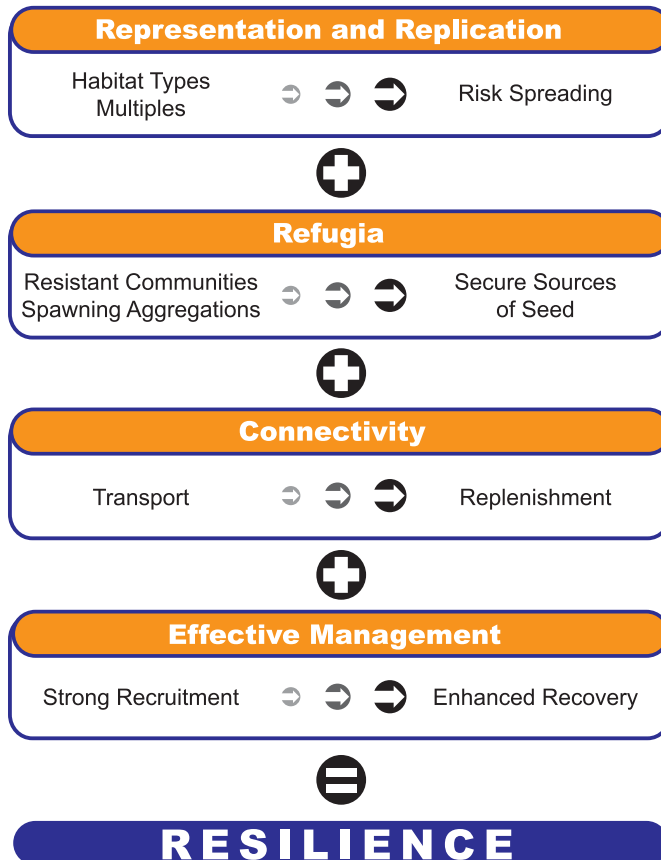 Representation and Replication
Habitat Types
Multiples
Risk Spreading
Refugia
Resistant Communities
Spawning Aggregations
Secure Sources
of Seed
Connectivity
Transport
Replenishment
Effective Management
Strong Recruitment
Enhanced Recovery
RESILIENCE